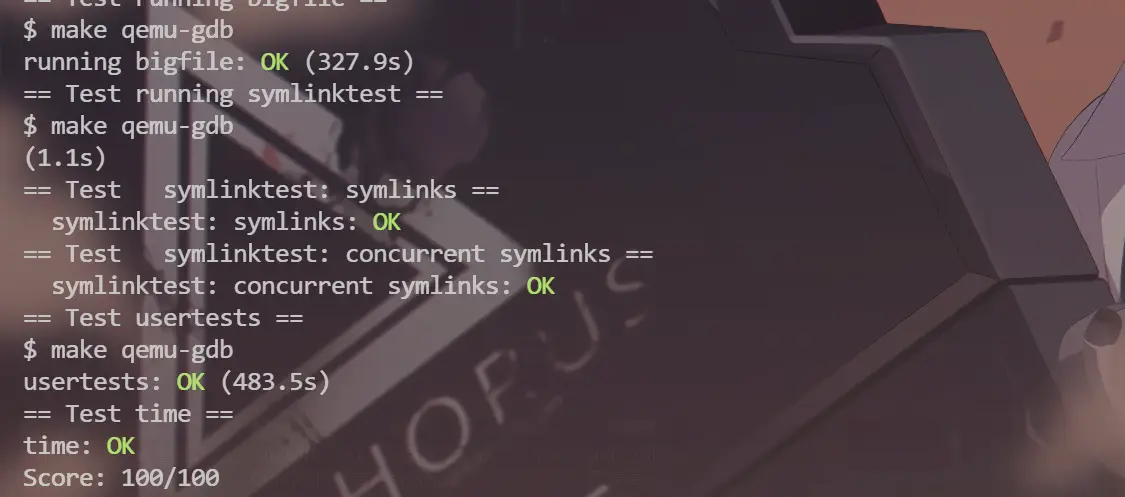 == Test running bigfile ==
$ make qemu-gdb
running bigfile: OK (327.9s)
== Test running symlinktest ==
$ make qemu-gdb
(1.1s)
== Test   symlinktest: symlinks ==
  symlinktest: symlinks: OK
== Test   symlinktest: concurrent symlinks ==
  symlinktest: concurrent symlinks: OK
== Test usertests ==
$ make qemu-gdb
usertests: OK (483.5s)
== Test time ==
time: OK
Score: 100/100